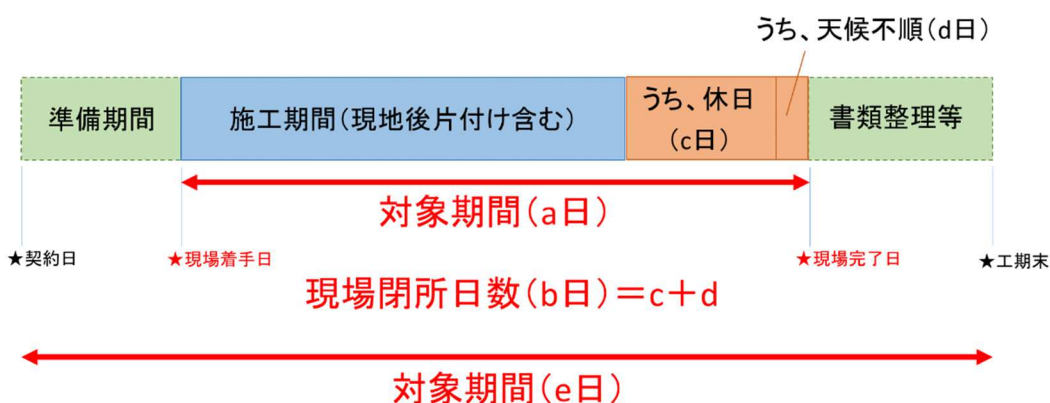 うち、天候不順(d日)
準備期間
施工期間(現地後片付け含む)
うち、休日
(c日)
書類整理等
対象期間(a日)
★契約日
★現場着手日
★現場完了日
★工期末
現場閉所日数(b日)=c+d
対象期間(e日)